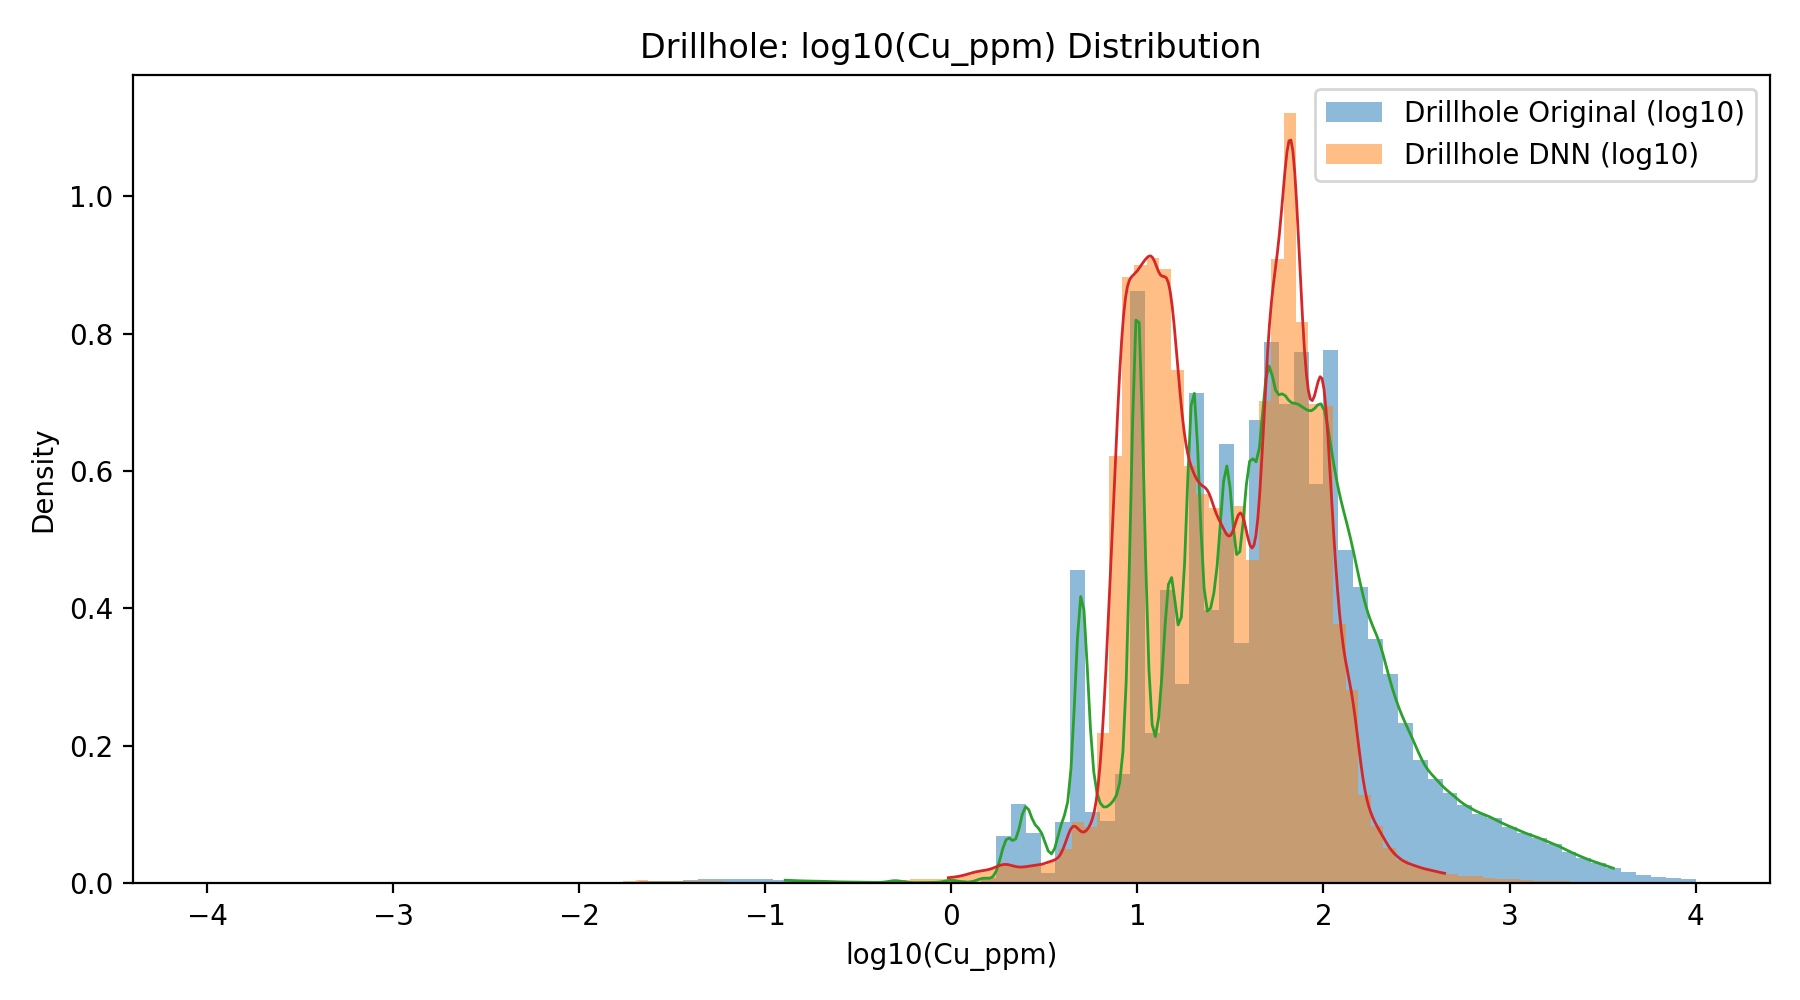 Drillhole: log10(Cu_ppm) Distribution
Drillhole Original (log10)
Drillhole DNN (log10)
Density
1.0
0.8
0.6
0.4
0.2
0.0
−4 −3 −2 −1 0 1 2 3 4
log10(Cu_ppm)